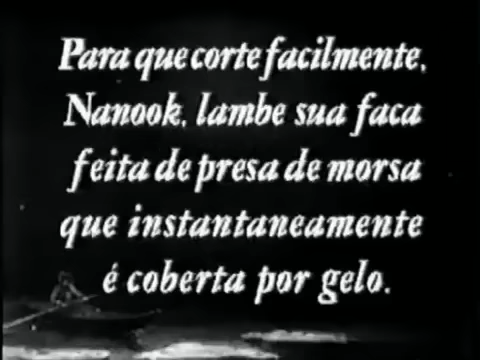 Para que corte facilmente,
Nanook, lambe sua faca
feita de presa de morsa
que instantaneamente
é coberta por gelo.